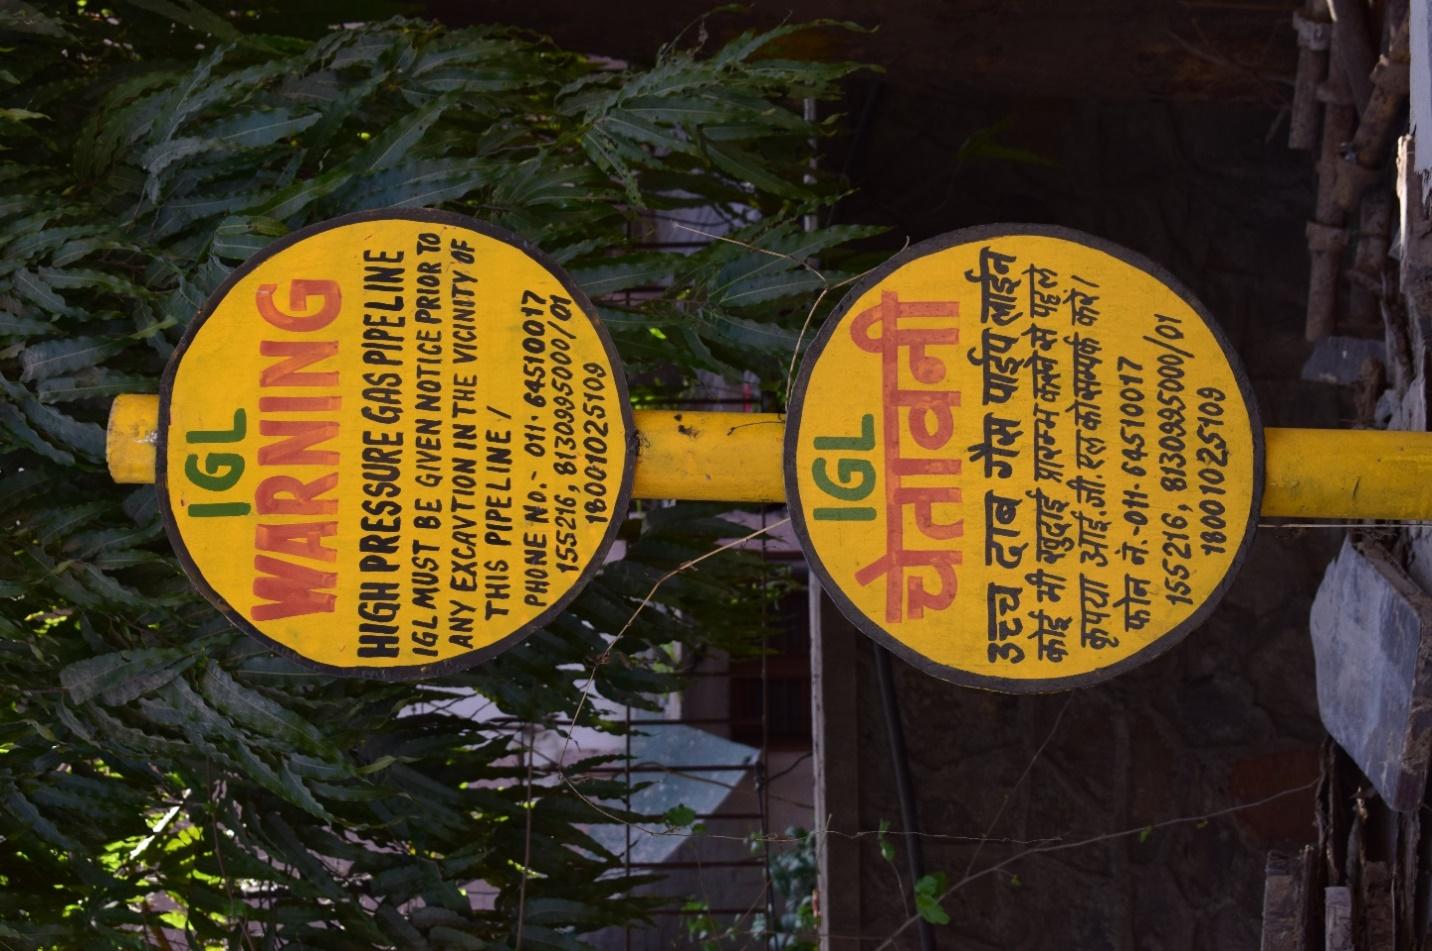 IGL
WARNING
HIGH PRESSURE GAS PIPELINE
IGL MUST BE GIVEN NOTICE PRIOR TO
ANY EXCAVTION IN THE VICINITY OF
THIS PIPELINE /
PHONE No.- 011. 64510017
155216, 8130995000/01
18001025109
IGL
चेतावनी
उच्च दाब गैस पाईप लाईन
कोई भी खुदाई प्रारम्भ करने से पहले
कृपया आई.जी.एल को सम्पर्क करें/
फोन नं.-011-64510017
155216, 8130995000/01
18001025109